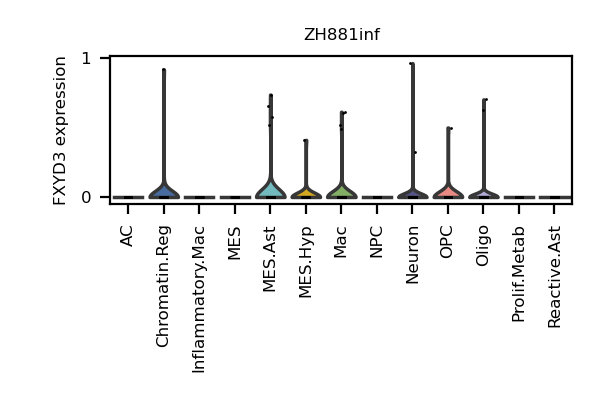 ZH881inf
FXYD3 expression
1
0
AC
Chromatin.Reg
Inflammatory.Mac
MES
MES.Ast
MES.Hyp
Mac
NPC
Neuron
OPC
Oligo
Prolif.Metab
Reactive.Ast